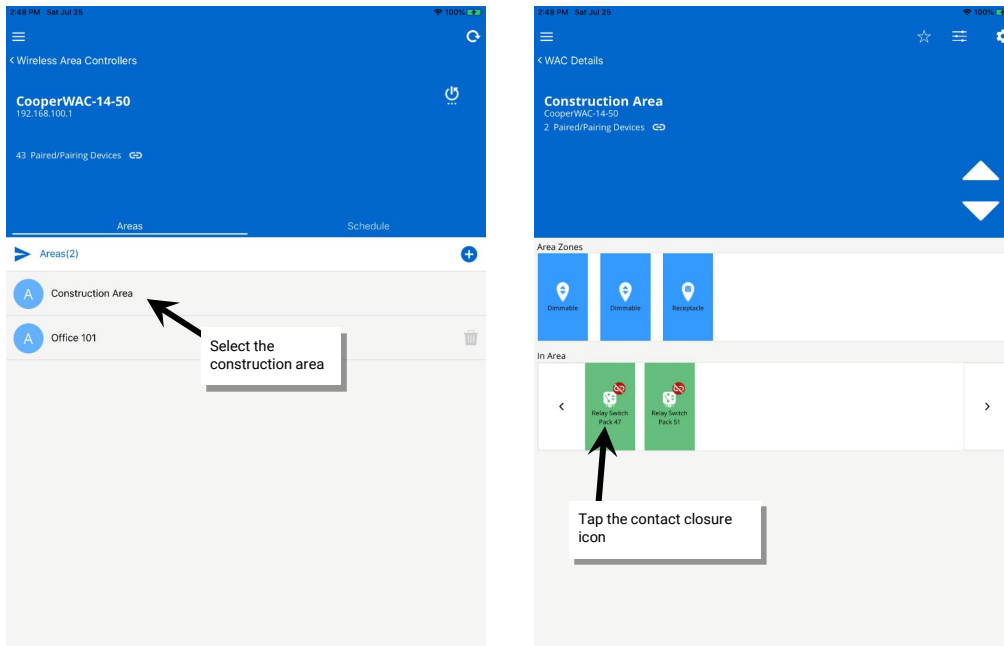 2:48 PM Sat Jul 25
100%
< Wireless Area Controllers
CooperWAC-14-50
192.168.100.1
43 Paired/Pairing Devices
Areas
Schedule
Areas(2)
A
Construction Area
A
Office 101
Select the
construction area
2:48 PM Sat Jul 25
100%
< WAC Details
Construction Area
CooperWAC-14-50
2 Paired/Pairing Devices
Area Zones
Dimmable
Dimmable
Receptacle
In Area
Relay Switch
Pack 47
Relay Switch
Pack 51
Tap the contact closure
icon